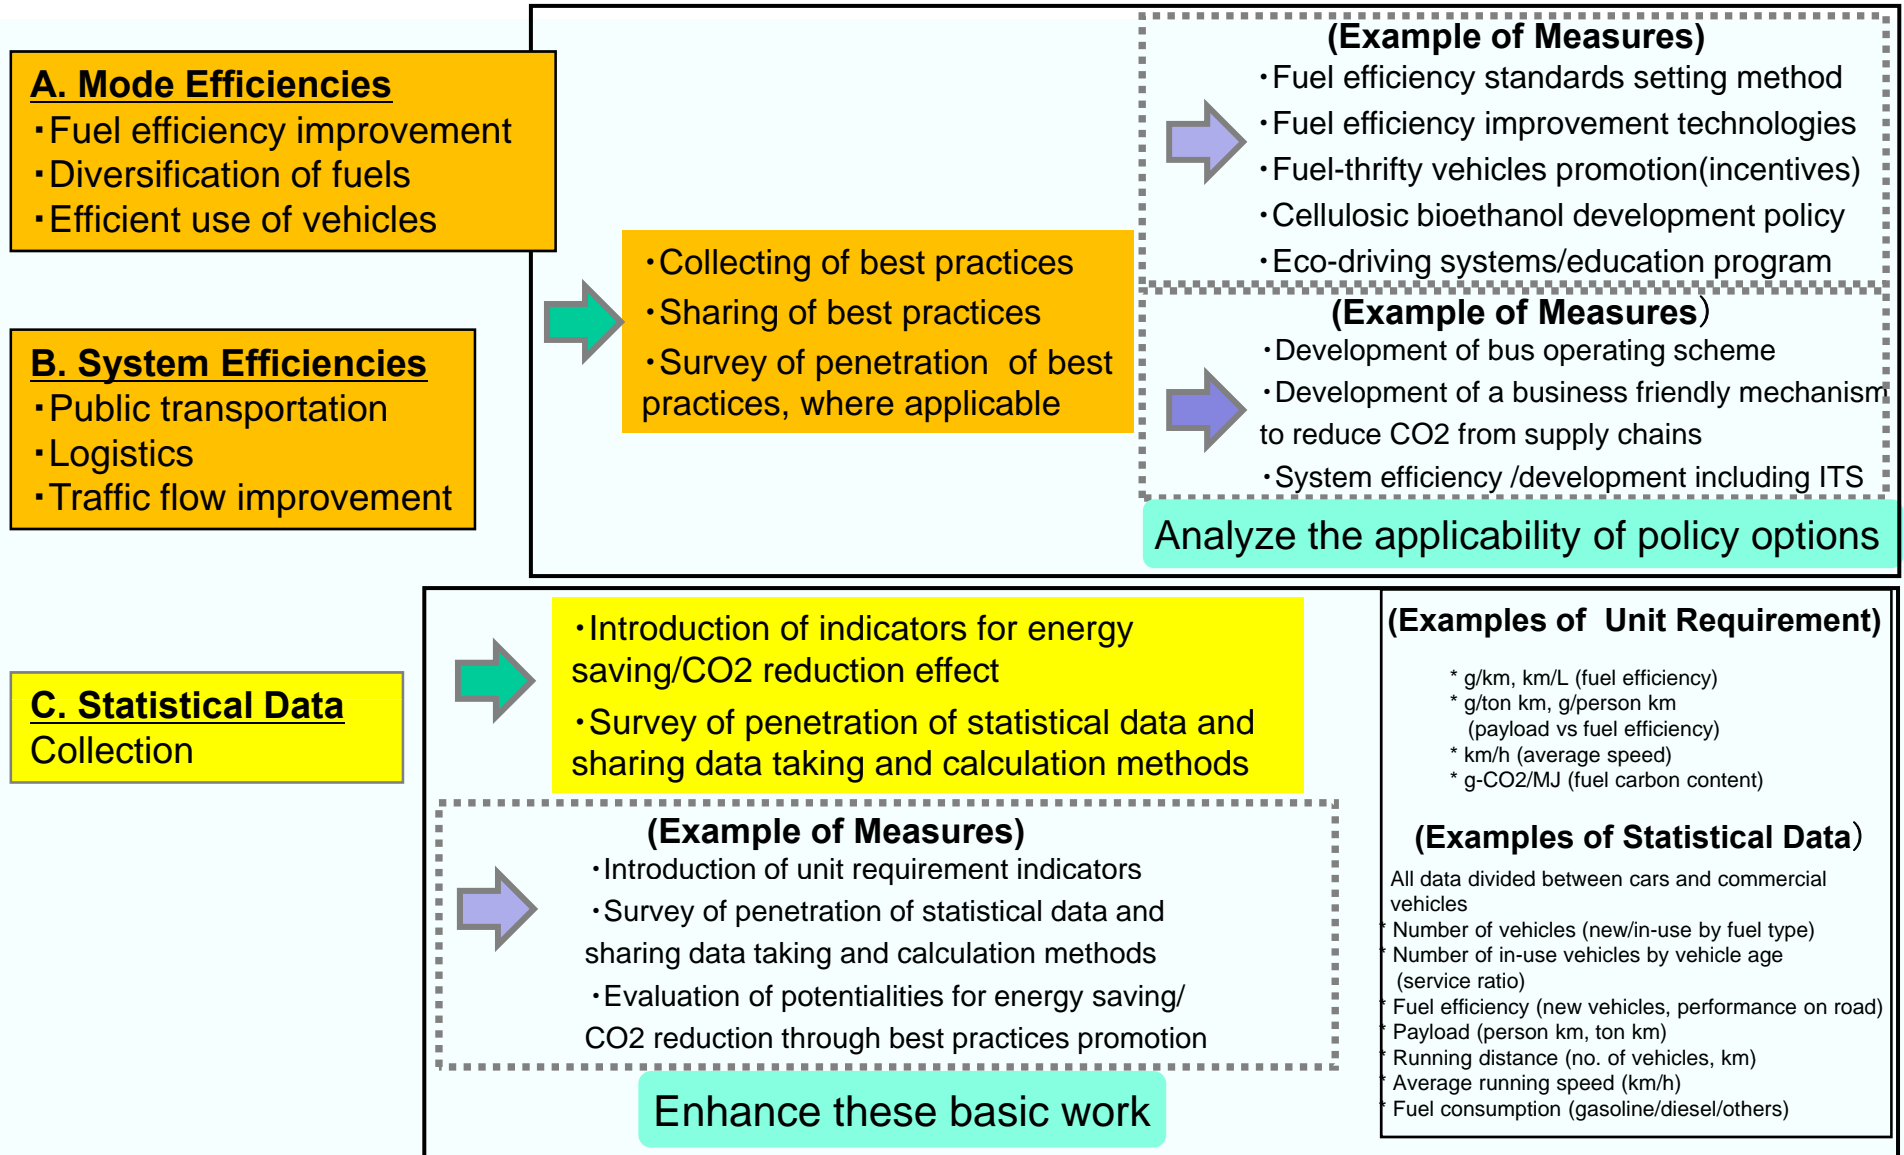 A. Mode Efficiencies
・Fuel efficiency improvement
・Diversification of fuels
・Efficient use of vehicles
B. System Efficiencies
・Public transportation
・Logistics
・Traffic flow improvement
・Collecting of best practices
・Sharing of best practices
・Survey of penetration of best
practices, where applicable
(Example of Measures)
・Fuel efficiency standards setting method
・Fuel efficiency improvement technologies
・Fuel-thrifty vehicles promotion(incentives)
・Cellulosic bioethanol development policy
・Eco-driving systems/education program
(Example of Measures）
・Development of bus operating scheme
・Development of a business friendly mechanism
to reduce CO2 from supply chains
・System efficiency /development including ITS
Analyze the applicability of policy options
C. Statistical Data
Collection
・Introduction of indicators for energy
saving/CO2 reduction effect
・Survey of penetration of statistical data and
sharing data taking and calculation methods
(Example of Measures)
・Introduction of unit requirement indicators
・Survey of penetration of statistical data and
sharing data taking and calculation methods
・Evaluation of potentialities for energy saving/
CO2 reduction through best practices promotion
Enhance these basic work
(Examples of Unit Requirement)
* g/km, km/L (fuel efficiency)
* g/ton km, g/person km
(payload vs fuel efficiency)
* km/h (average speed)
* g-CO2/MJ (fuel carbon content)
(Examples of Statistical Data）
All data divided between cars and commercial
vehicles
* Number of vehicles (new/in-use by fuel type)
* Number of in-use vehicles by vehicle age
(service ratio)
* Fuel efficiency (new vehicles, performance on road)
* Payload (person km, ton km)
* Running distance (no. of vehicles, km)
* Average running speed (km/h)
* Fuel consumption (gasoline/diesel/others)